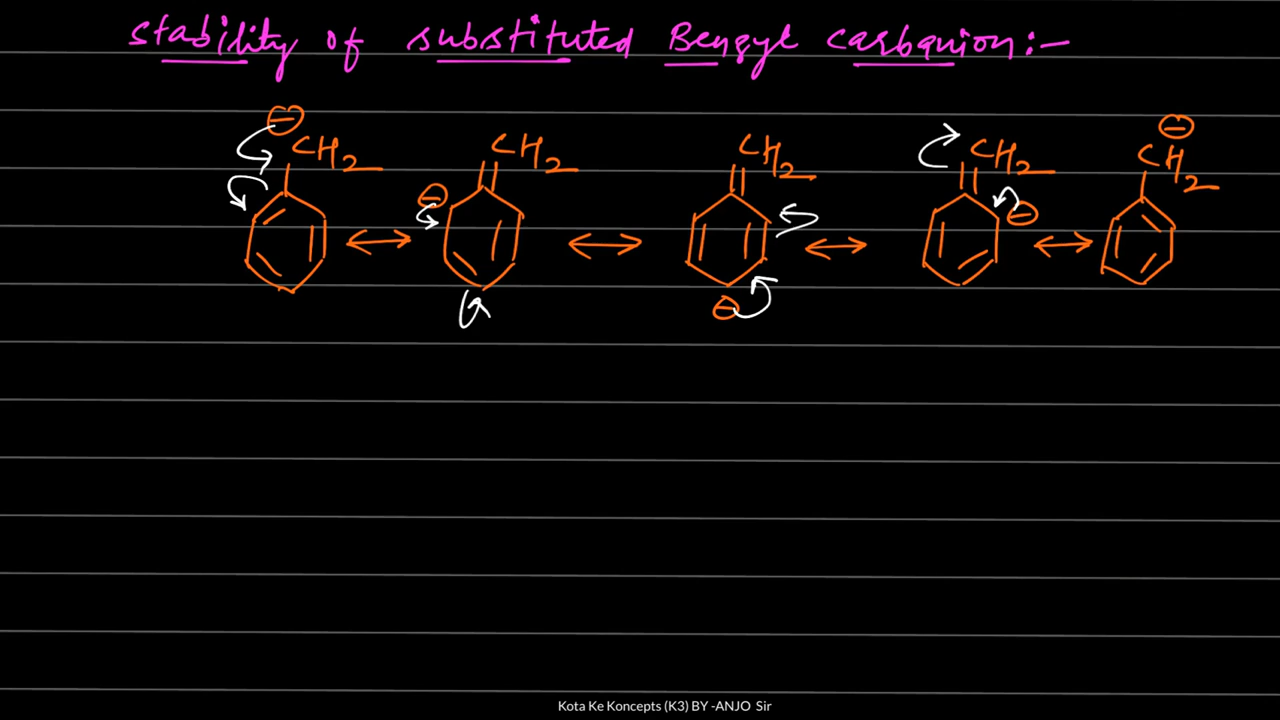 stability of substituted Benzyl carbanion:-
⊖ ⊖
CH2 CH2 CH2 CH2 CH2
⊖ ⊖
⊖
Kota Ke Koncepts (K3) BY -ANJO Sir